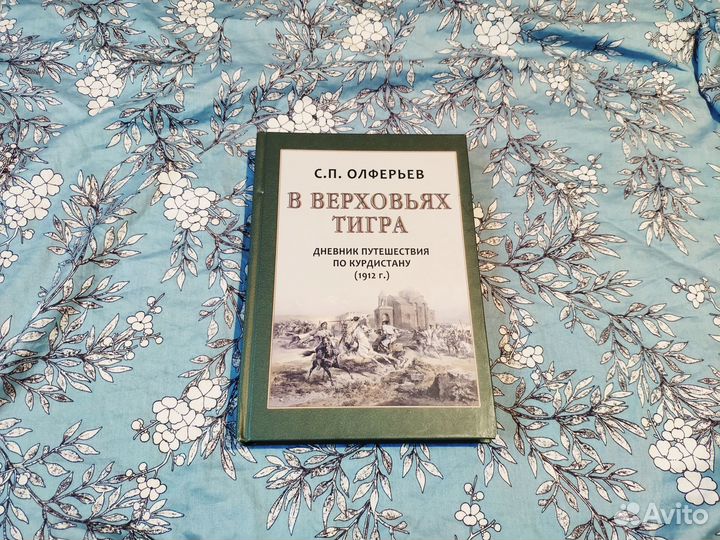 С.П. ОЛФЕРЬЕВ
В ВЕРХОВЬЯХ
ТИГРА
ДНЕВНИК ПУТЕШЕСТВИЯ
ПО КУРДИСТАНУ
(1912 г.)
Avito